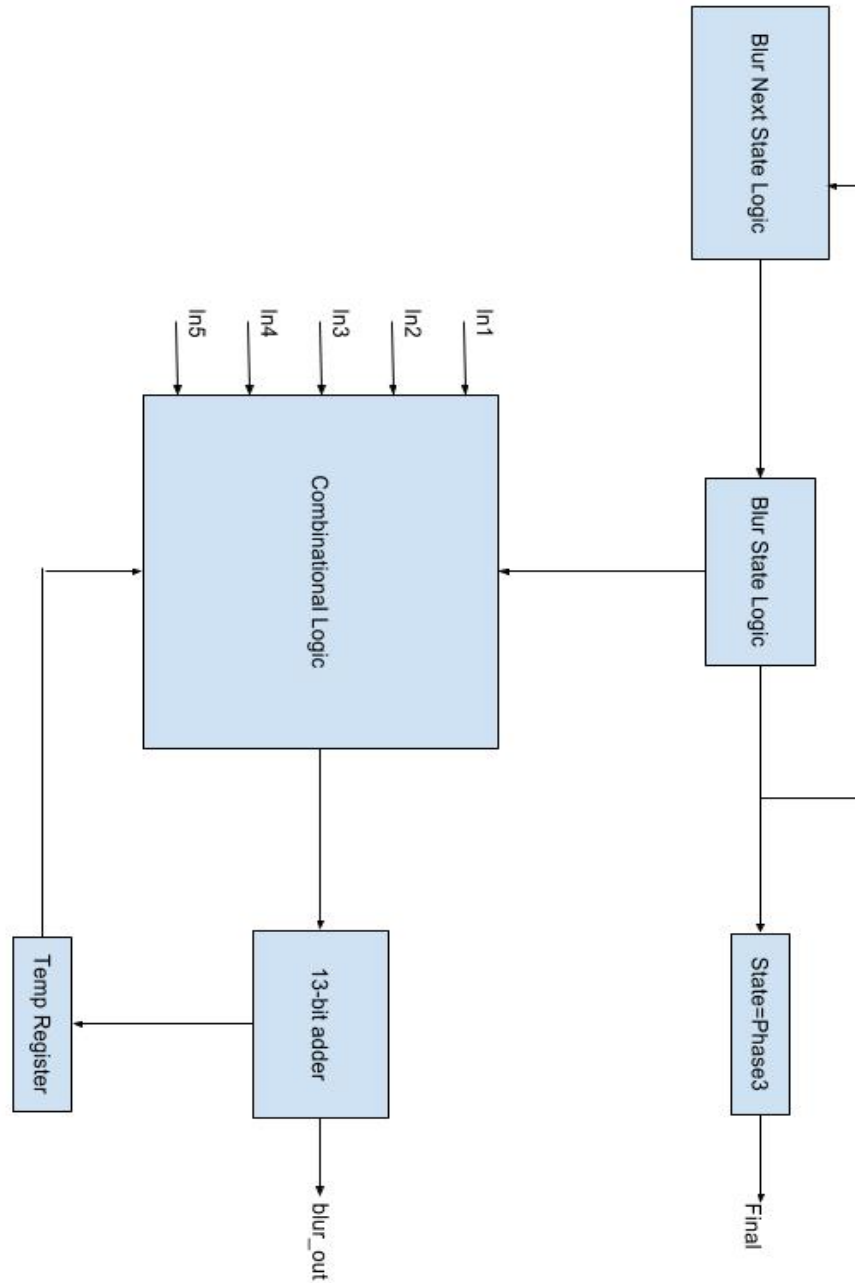 Blur Next State Logic
Blur State Logic
State=Phase3
Final
In1
In2
In3
In4
In5
Combinational Logic
13-bit adder
blur_out
Temp Register